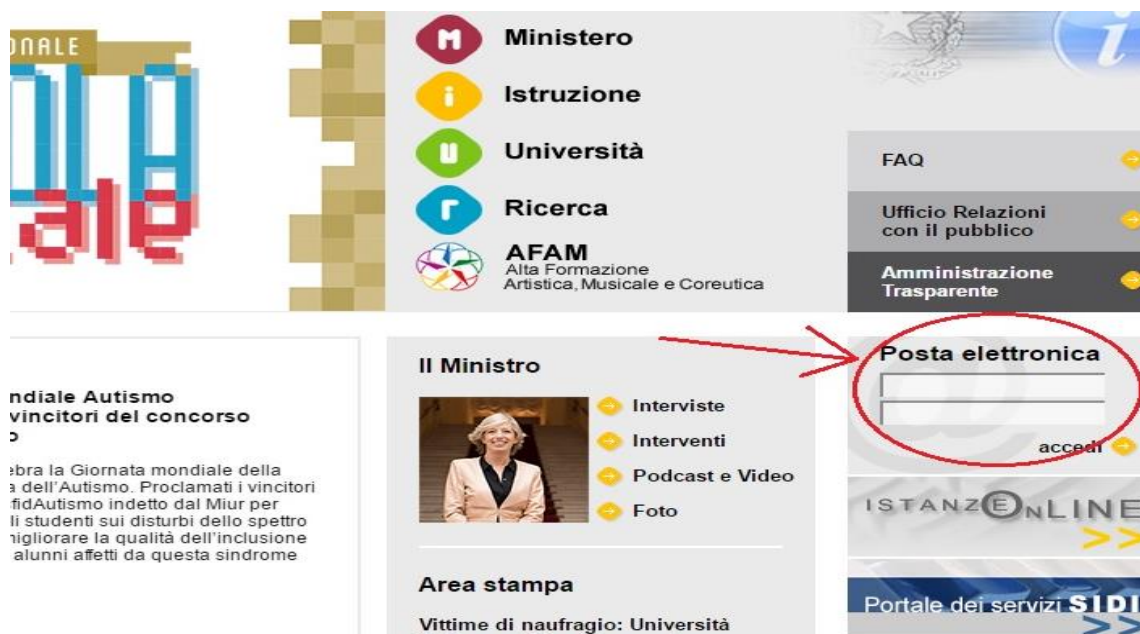 ONALE
Ministero
Istruzione
Università
Ricerca
AFAM
Alta Formazione
Artistica, Musicale e Coreutica
FAQ
Ufficio Relazioni
con il pubblico
Amministrazione
Trasparente
ndiale Autismo
vincitori del concorso
o
ebra la Giornata mondiale della
a dell'Autismo. Proclamati i vincitori
fidAutismo indetto dal Miur per
li studenti sui disturbi dello spettro
migliorare la qualità dell'inclusione
alunni affetti da questa sindrome
Il Ministro
Interviste
Interventi
Podcast e Video
Foto
Area stampa
Vittime di naufragio: Università
Posta elettronica
accedi
ISTANZE ONLINE
>>
Portale dei servizi SIDI
>>